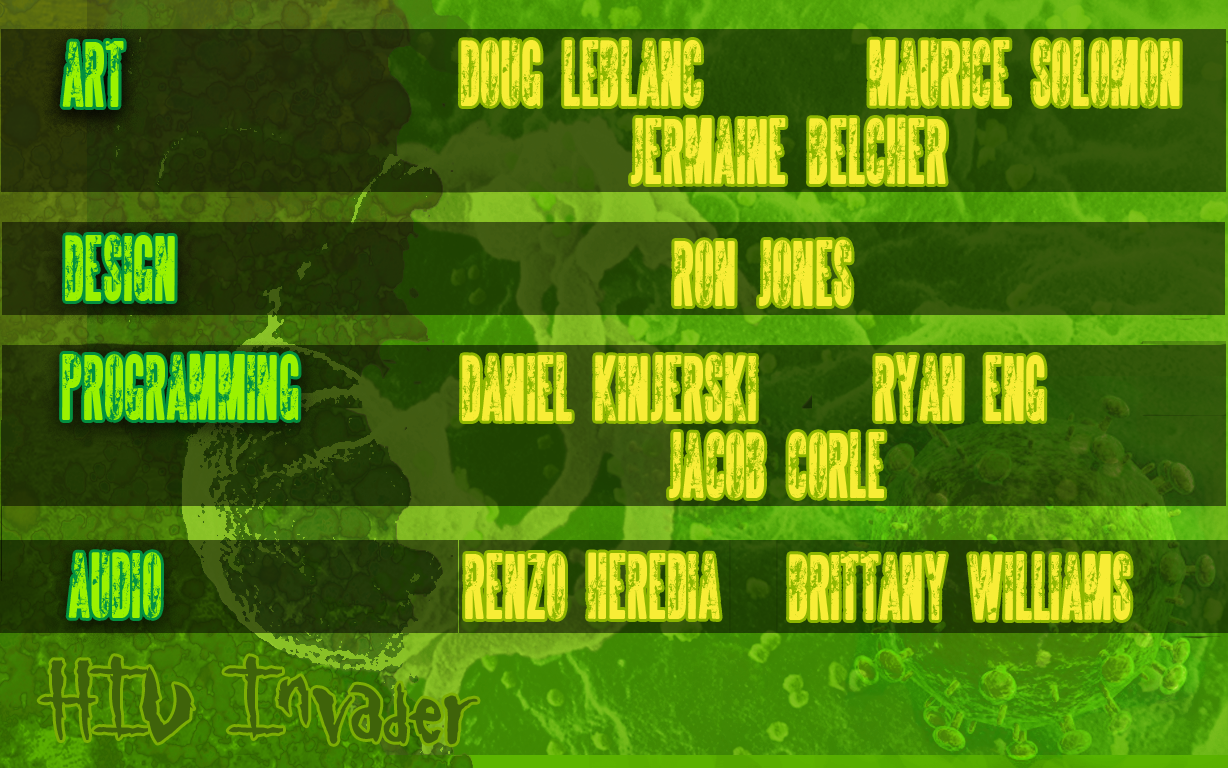 ART DOUG LEBLANC MAURICE SOLOMON
JERMAINE BELCHER
DESIGN RON JONES
PROGRAMMING DANIEL KINJERSKI RYAN ENG
JACOB CORLE
AUDIO RENZO HEREDIA BRITTANY WILLIAMS
HIV Invader